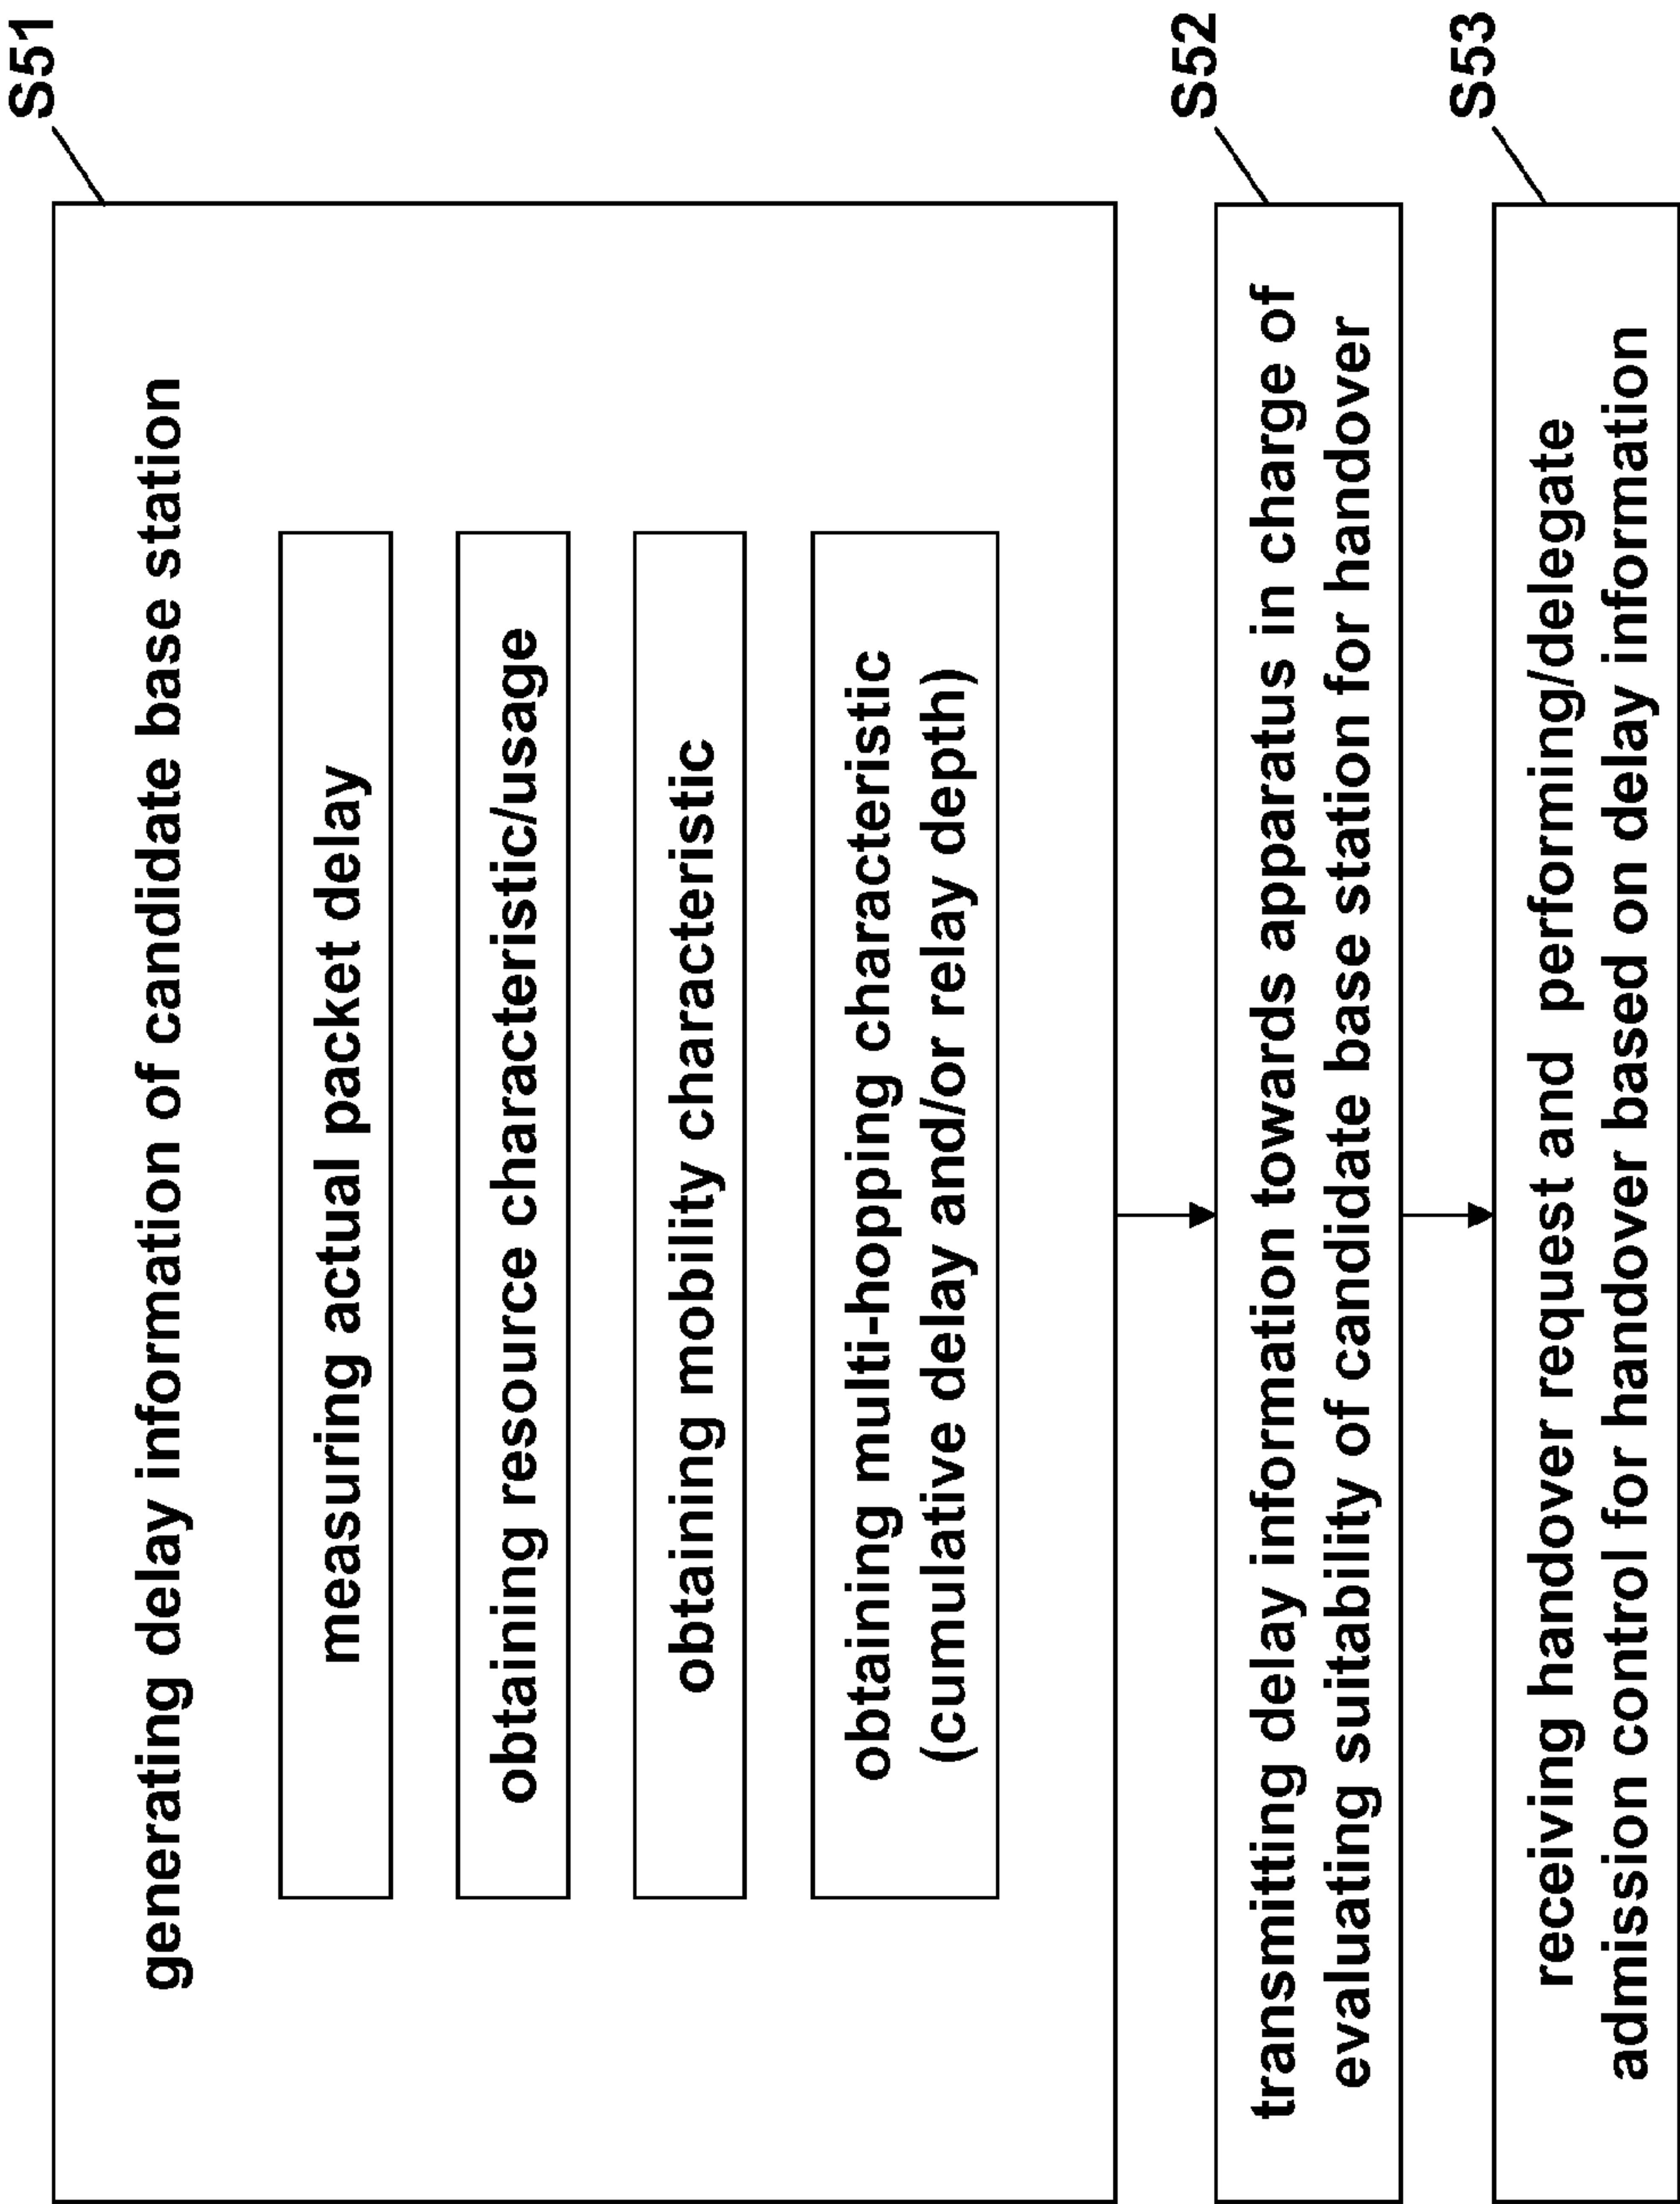 S51
generating delay information of candidate base station
measuring actual packet delay
obtaining resource characteristic/usage
obtaining mobility characteristic
obtaining multi-hopping characteristic
(cumulative delay and/or relay depth)
S52
transmitting delay information towards apparatus in charge of
evaluating suitability of candidate base station for handover
S53
receiving handover request and performing/delegate
admission control for handover based on delay information